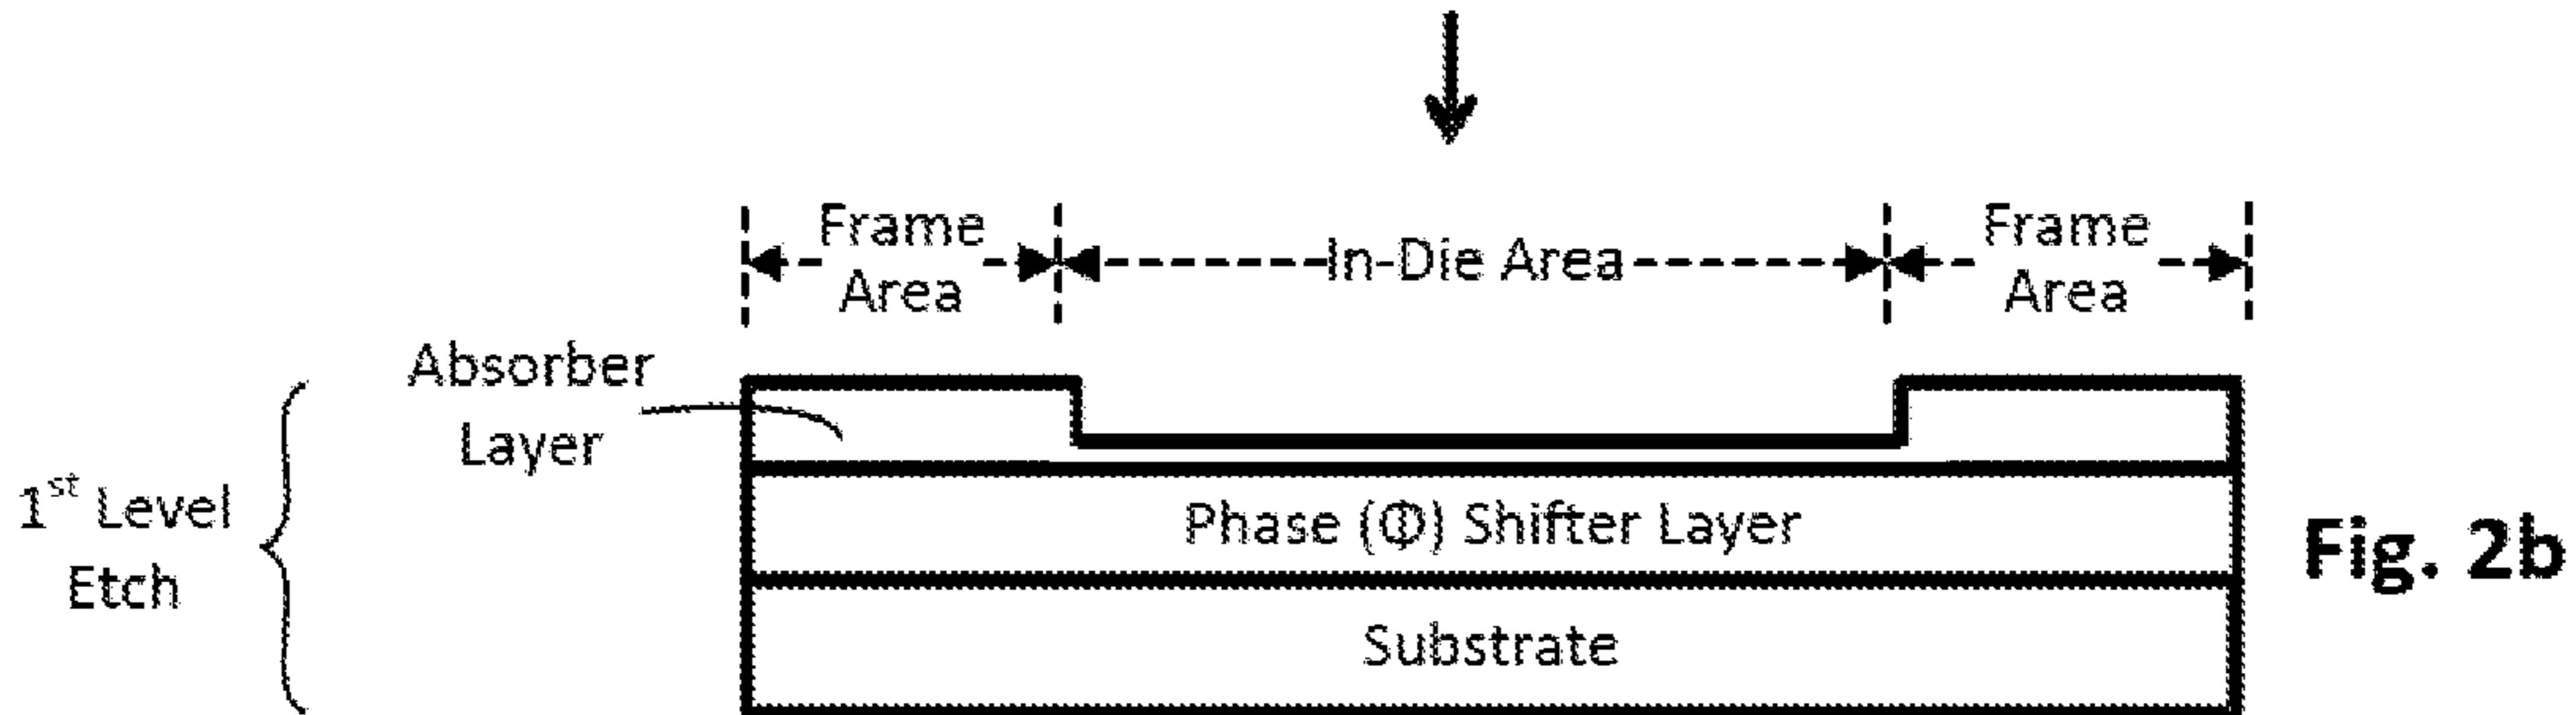 Frame
Area
In-Die Area
Frame
Area
Absorber
Layer
1st Level
Etch
Phase (Φ) Shifter Layer
Substrate
Fig. 2b